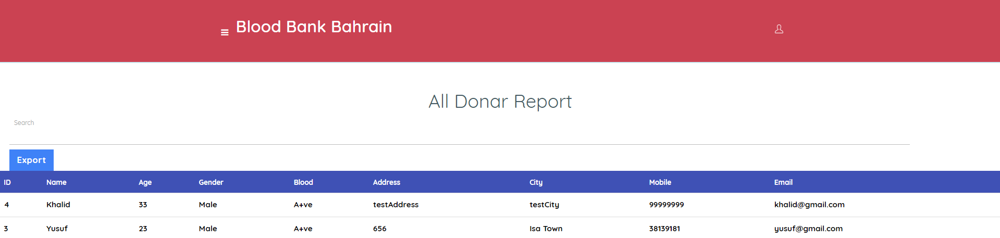 Blood Bank Bahrain
All Donar Report
Search
Export
ID Name Age Gender Blood Address City Mobile Email
4 Khalid 33 Male A+ve testAddress testCity 99999999 khalid@gmail.com
3 Yusuf 23 Male A+ve 656 Isa Town 38139181 yusuf@gmail.com